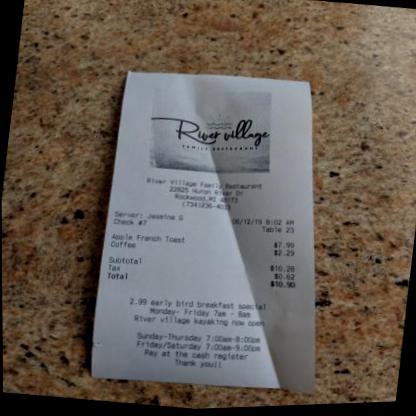 River village
FAMILY RESTAURANT
River Village Family Restaurant
22625 Huron River Dr
Rockwood, MI 48173
(734)236-4033
Server: Jasmine G 06/12/19 8:02 AM
Check #7 Table 23
Apple French Toast $7.99
Coffee $2.29
Subtotal $10.28
Tax $0.62
Total $10.90
2.99 early bird breakfast special
Monday- Friday 7am - 8am
River village kayaking now open
Sunday-Thursday 7:00am-8:00pm
Friday/Saturday 7:00am-9:00pm
Pay at the cash register
Thank you!!